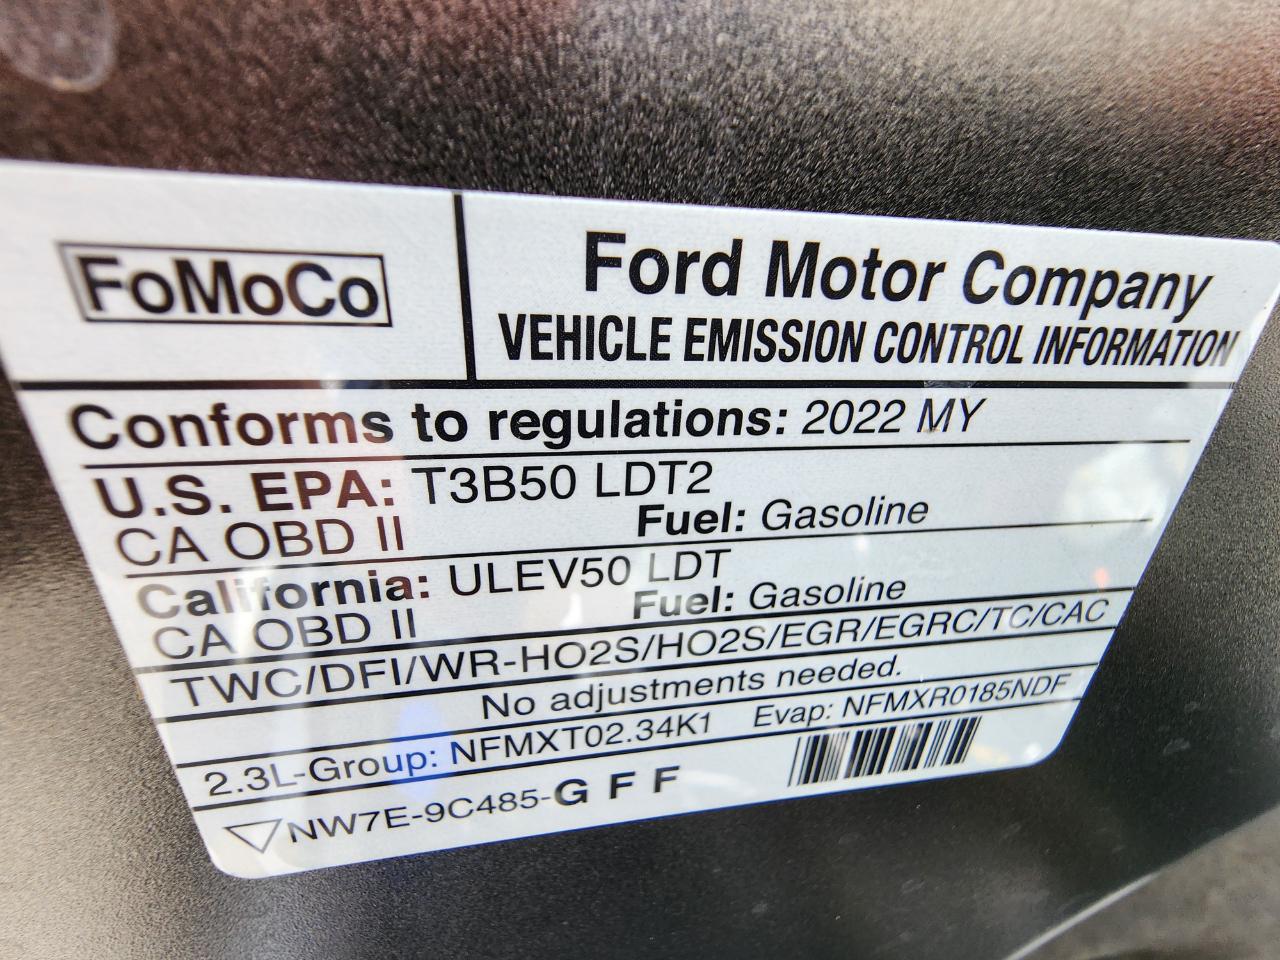 FoMoCo
Ford Motor Company
VEHICLE EMISSION CONTROL INFORMATION
Conforms to regulations: 2022 MY
U.S. EPA: T3B50 LDT2
CA OBD II Fuel: Gasoline
California: ULEV50 LDT
CA OBD II Fuel: Gasoline
TWC/DFI/WR-HO2S/HO2S/EGR/EGRC/TC/CAC
No adjustments needed.
2.3L-Group: NFMXT02.34K1 Evap: NFMXR0185NDF
NW7E-9C485-G F F